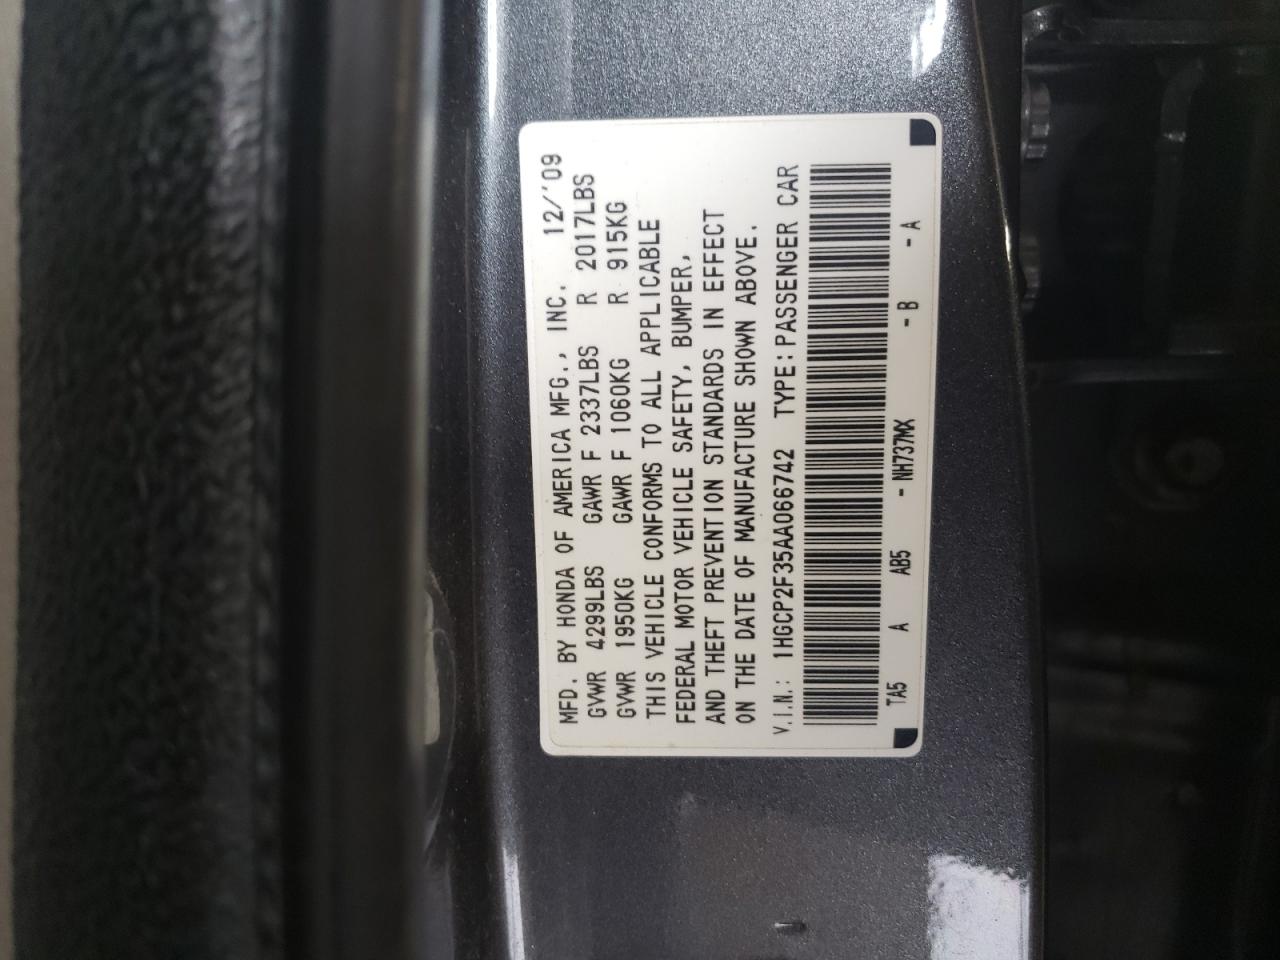 MFD. BY HONDA OF AMERICA MFG., INC. 12/'09
GVWR 4299LBS GAWR F 2337LBS R 2017LBS
GVWR 1950KG GAWR F 1060KG R 915KG
THIS VEHICLE CONFORMS TO ALL APPLICABLE
FEDERAL MOTOR VEHICLE SAFETY, BUMPER,
AND THEFT PREVENTION STANDARDS IN EFFECT
ON THE DATE OF MANUFACTURE SHOWN ABOVE.
V.I.N.: 1HGCP2F35AA066742 TYPE:PASSENGER CAR
TA5 A AB5 - NH737MX - B - A